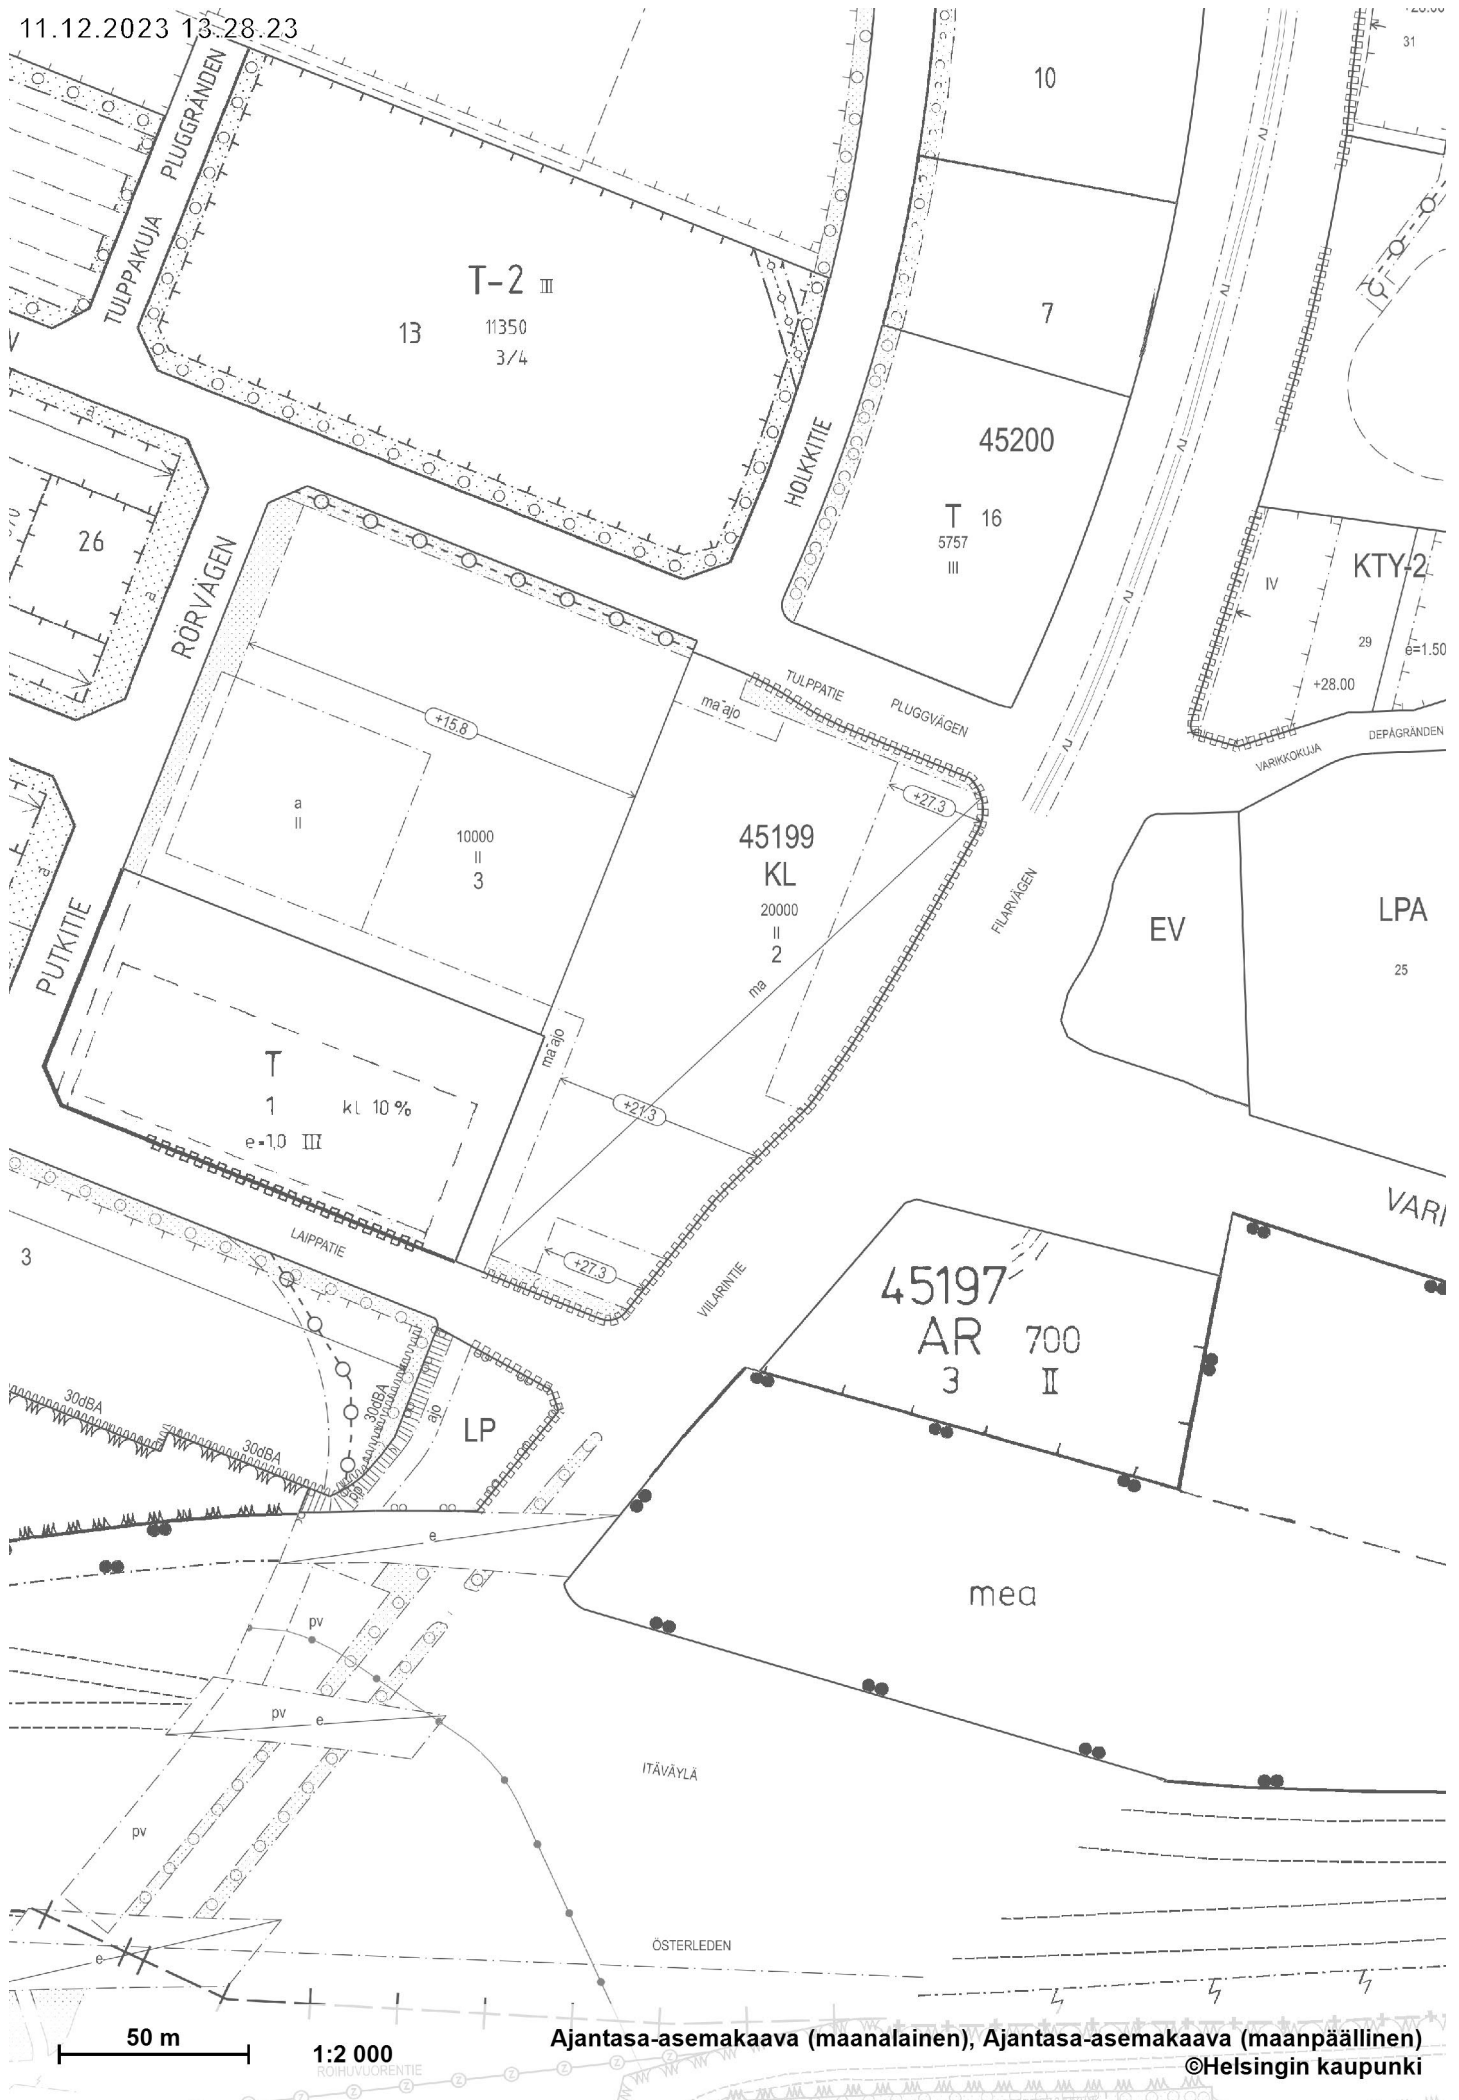 11.12.2023 13.28.23
PLUGGRÄNDEN
TULPPAKUJA
10
31
T-2 III
13
11350
3/4
7
45200
HOLKKITIE
T 16
5757
III
a
26
a
RÖRVÄGEN
KTY-2
IV
29
e=1.50
+28.00
TULPPATIE
PLUGGVÄGEN
ma-ajo
DEPÅGRÄNDEN
VARIKKOKUJA
+15.8
+27.3
a
II
10000
II
3
45199
KL
20000
II
2
ma
FILARVÄGEN
EV
LPA
25
a
PUTKITIE
T
1
kl 10%
e=1,0 III
ma-ajo
+21.3
LAIPPATIE
+27.3
VIILARINTIE
VARI
3
45197
AR 700
3 II
30dBA
30dBA
30dBA
ajo
LP
pp
e
mea
pv
pv
e
ITÄVÄYLÄ
pv
ÖSTERLEDEN
e
50 m
1:2 000
ROIHUVUORENTIE
Ajantasa-asemakaava (maanalainen), Ajantasa-asemakaava (maanpäällinen)
©Helsingin kaupunki